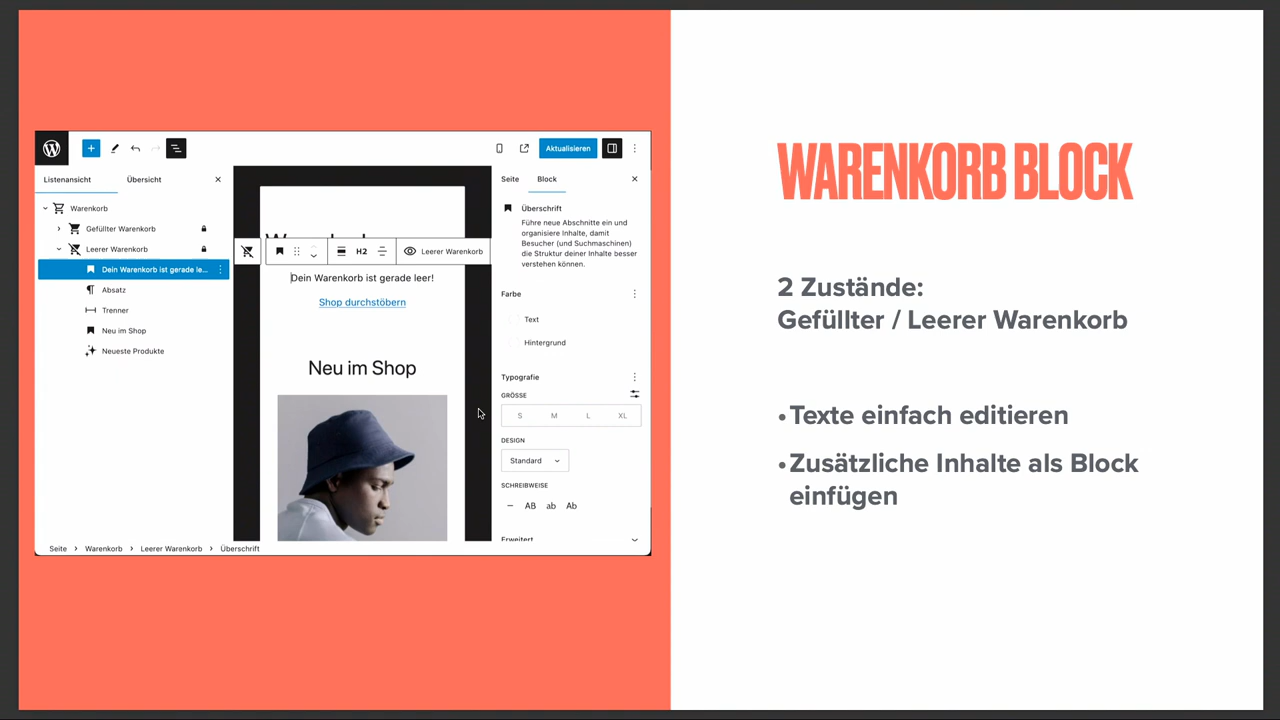 Aktualisieren
Listenansicht
Übersicht
Warenkorb
Gefüllter Warenkorb
Leerer Warenkorb
Dein Warenkorb ist gerade le...
Absatz
Trenner
Neu im Shop
Neueste Produkte
H2
Leerer Warenkorb
Dein Warenkorb ist gerade leer!
Shop durchstöbern
Neu im Shop
Seite
Block
Überschrift
Führe neue Abschnitte ein und
organisiere Inhalte, damit
Besucher (und Suchmaschinen)
die Struktur deiner Inhalte besser
verstehen können.
Farbe
Text
Hintergrund
Typografie
GRÖSSE
S M L XL
DESIGN
Standard
SCHREIBWEISE
— AB ab Ab
Erweitert
Seite > Warenkorb > Leerer Warenkorb > Überschrift
WARENKORB BLOCK
2 Zustände:
Gefüllter / Leerer Warenkorb
•Texte einfach editieren
•Zusätzliche Inhalte als Block
einfügen